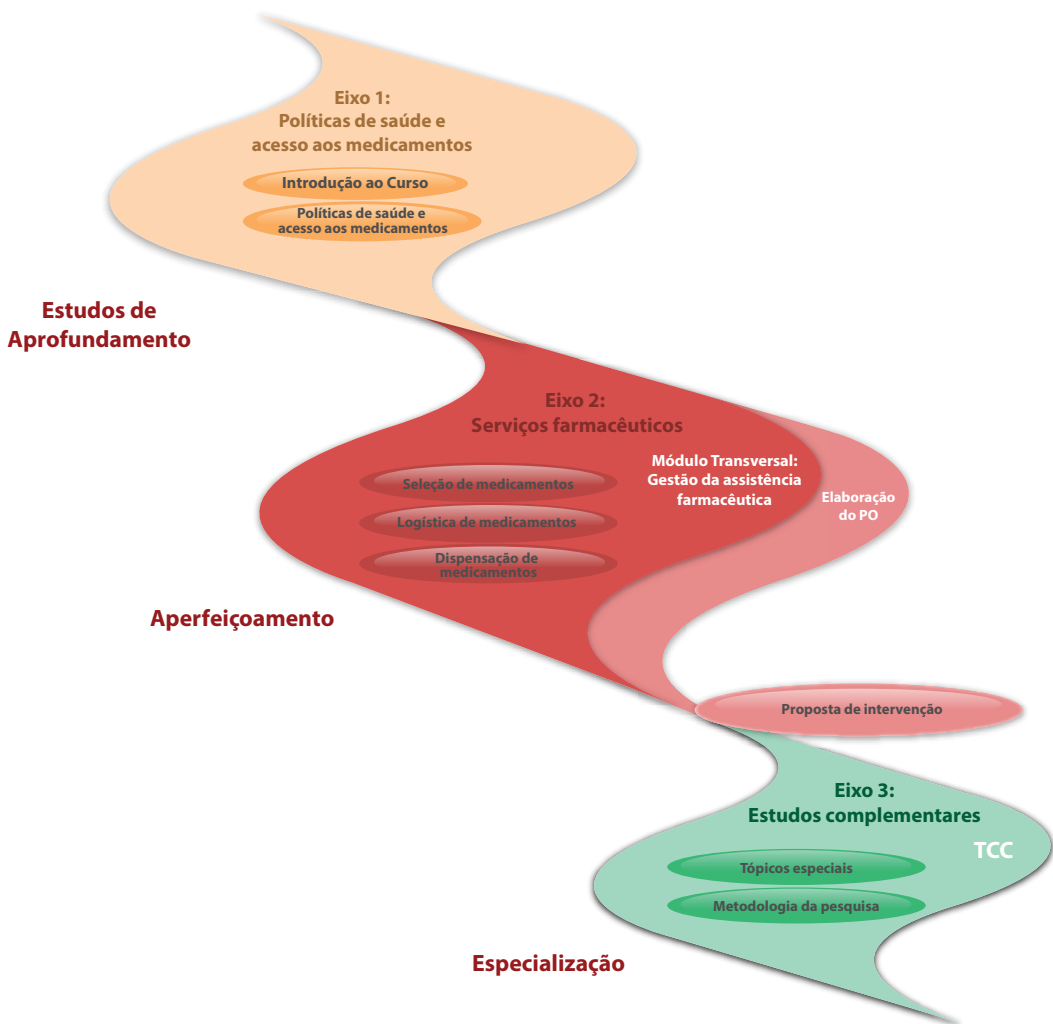 Eixo 1:
Políticas de saúde e
acesso aos medicamentos
Introdução ao Curso
Políticas de saúde e
acesso aos medicamentos
Estudos de
Aprofundamento
Eixo 2:
Serviços farmacêuticos
Seleção de medicamentos
Logística de medicamentos
Dispensação de
medicamentos
Módulo Transversal:
Gestão da assistência
farmacêutica
Elaboração
do PO
Aperfeiçoamento
Proposta de intervenção
Eixo 3:
Estudos complementares
TCC
Tópicos especiais
Metodologia da pesquisa
Especialização